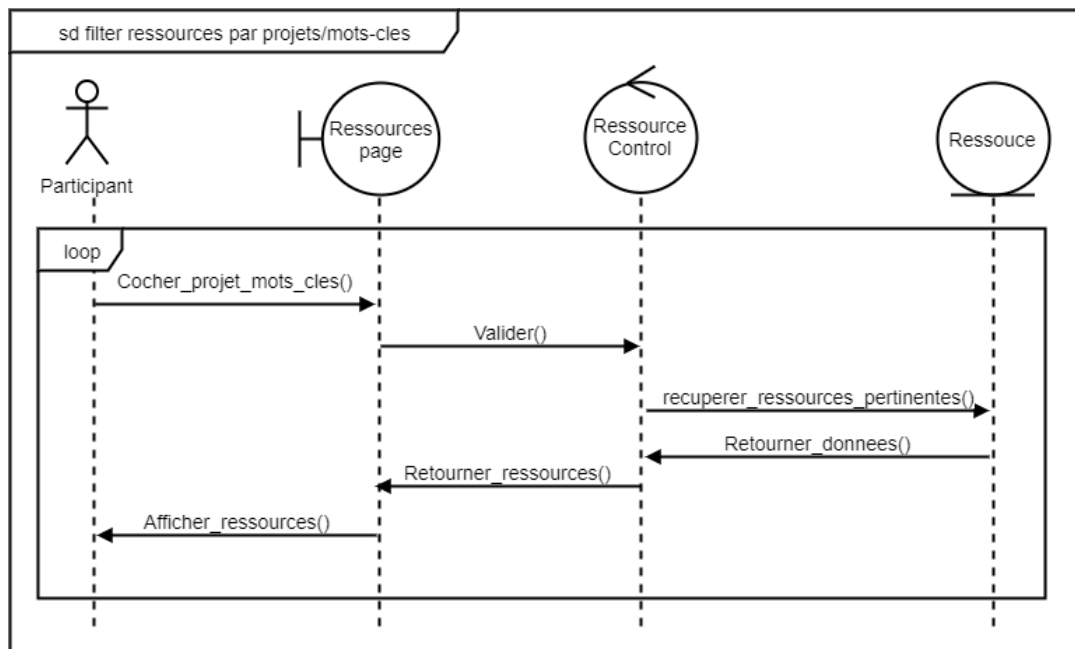 sd filter ressources par projets/mots-cles
Ressources
page
Ressource
Control
Ressouce
Participant
loop
Cocher_projet_mots_cles()
Valider()
recuperer_ressources_pertinentes()
Retourner_donnees()
Retourner_ressources()
Afficher_ressources()